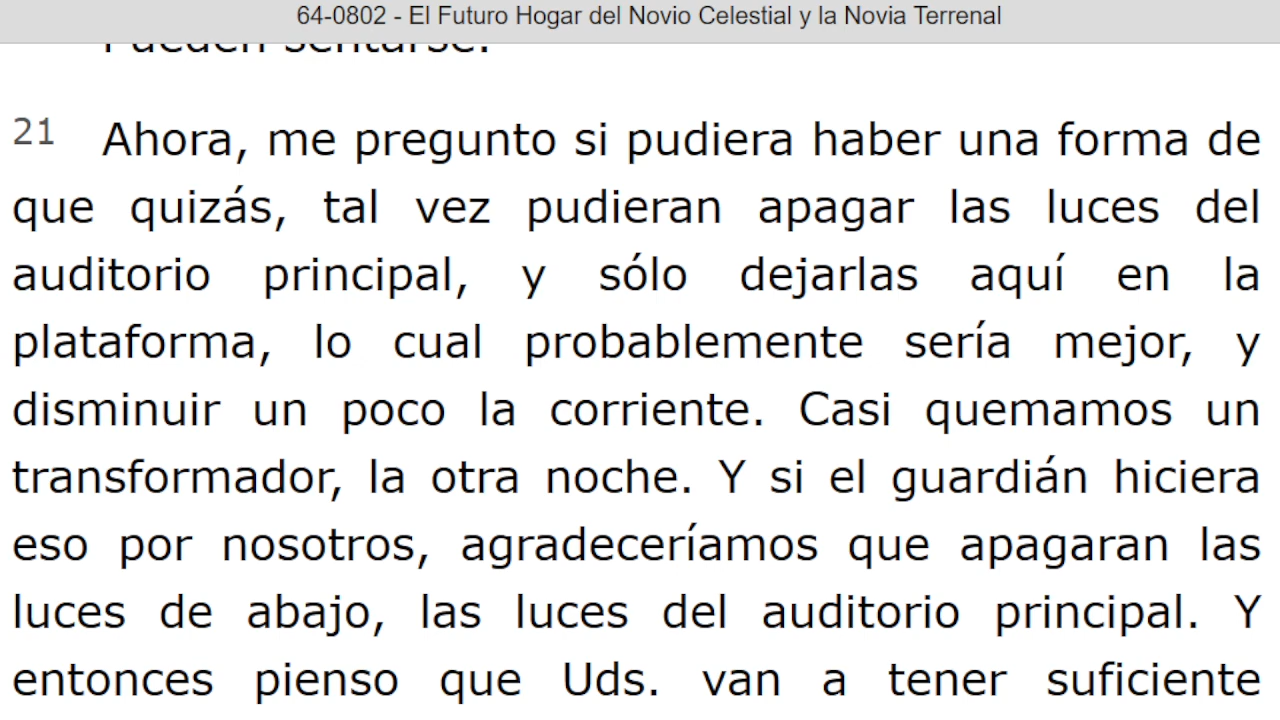 64-0802 - El Futuro Hogar del Novio Celestial y la Novia Terrenal
Pueden sentarse.
21 Ahora, me pregunto si pudiera haber una forma de
que quizás, tal vez pudieran apagar las luces del
auditorio principal, y sólo dejarlas aquí en la
plataforma, lo cual probablemente sería mejor, y
disminuir un poco la corriente. Casi quemamos un
transformador, la otra noche. Y si el guardián hiciera
eso por nosotros, agradeceríamos que apagaran las
luces de abajo, las luces del auditorio principal. Y
entonces pienso que Uds. van a tener suficiente